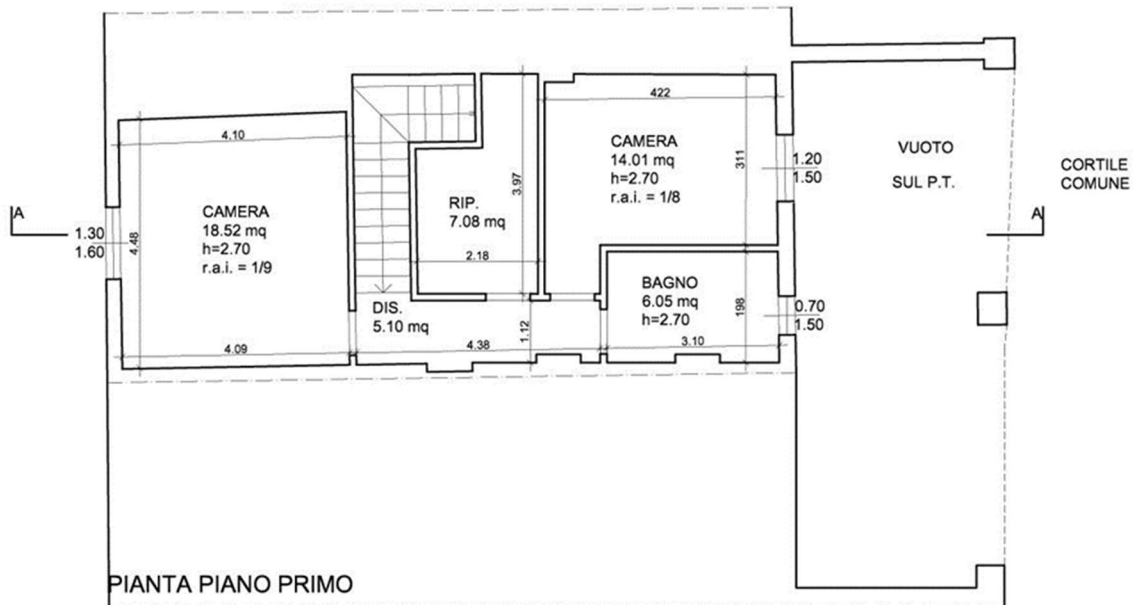 4.10
CAMERA
18.52 mq
h=2.70
r.a.i. = 1/9
4.48
4.09
A
1.30
1.60
DIS.
5.10 mq
4.38
1.12
RIP.
7.08 mq
2.18
3.97
422
CAMERA
14.01 mq
h=2.70
r.a.i. = 1/8
311
1.20
1.50
BAGNO
6.05 mq
h=2.70
198
3.10
0.70
1.50
VUOTO
SUL P.T.
CORTILE
COMUNE
A
PIANTA PIANO PRIMO